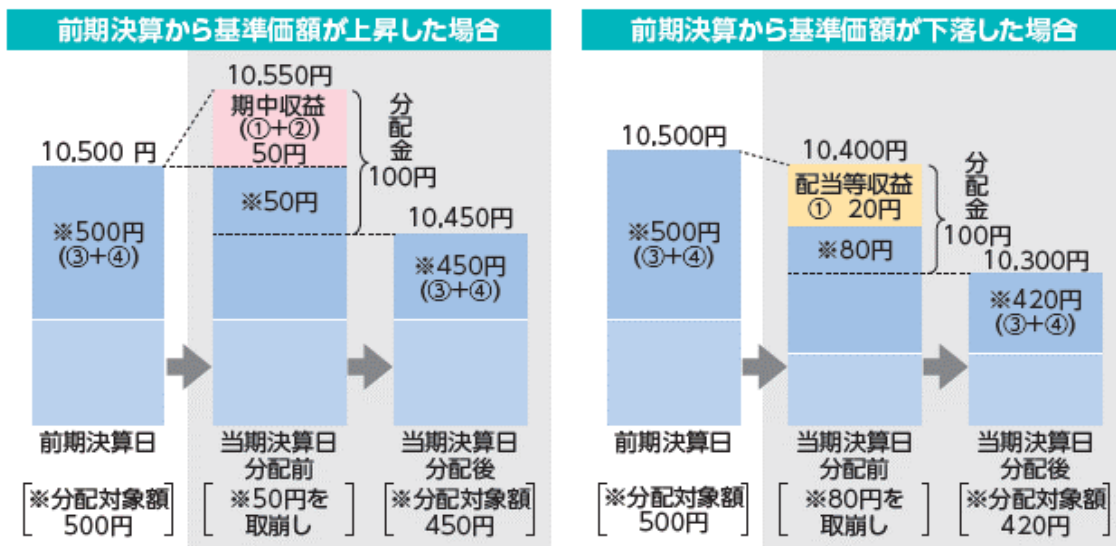 前期決算から基準価額が上昇した場合
10,550円
期中収益
(①+②)
50円
分配金
100円
10,500 円
※500円
(③+④)
※50円
10,450円
※450円
(③+④)
前期決算日
当期決算日
分配前
当期決算日
分配後
※分配対象額
500円
※50円を
取崩し
※分配対象額
450円
前期決算から基準価額が下落した場合
10,500円
10,400円
配当等収益
① 20円
分配金
100円
※500円
(③+④)
※80円
10,300円
※420円
(③+④)
前期決算日
当期決算日
分配前
当期決算日
分配後
※分配対象額
500円
※80円を
取崩し
※分配対象額
420円